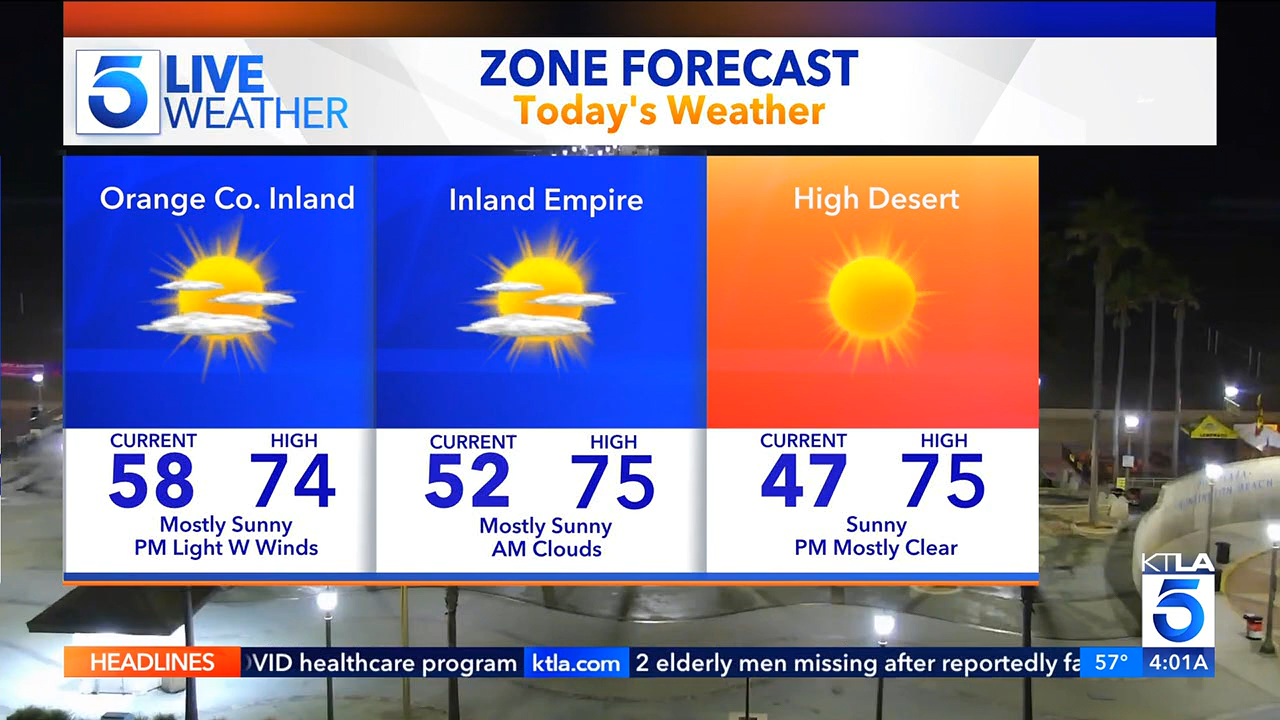 5 LIVE
WEATHER
ZONE FORECAST
Today's Weather
Orange Co. Inland
CURRENT HIGH
58 74
Mostly Sunny
PM Light W Winds
Inland Empire
CURRENT HIGH
52 75
Mostly Sunny
AM Clouds
High Desert
CURRENT HIGH
47 75
Sunny
PM Mostly Clear
KTLA
5
HEADLINES OVID healthcare program ktla.com 2 elderly men missing after reportedly fa 57° 4:01A